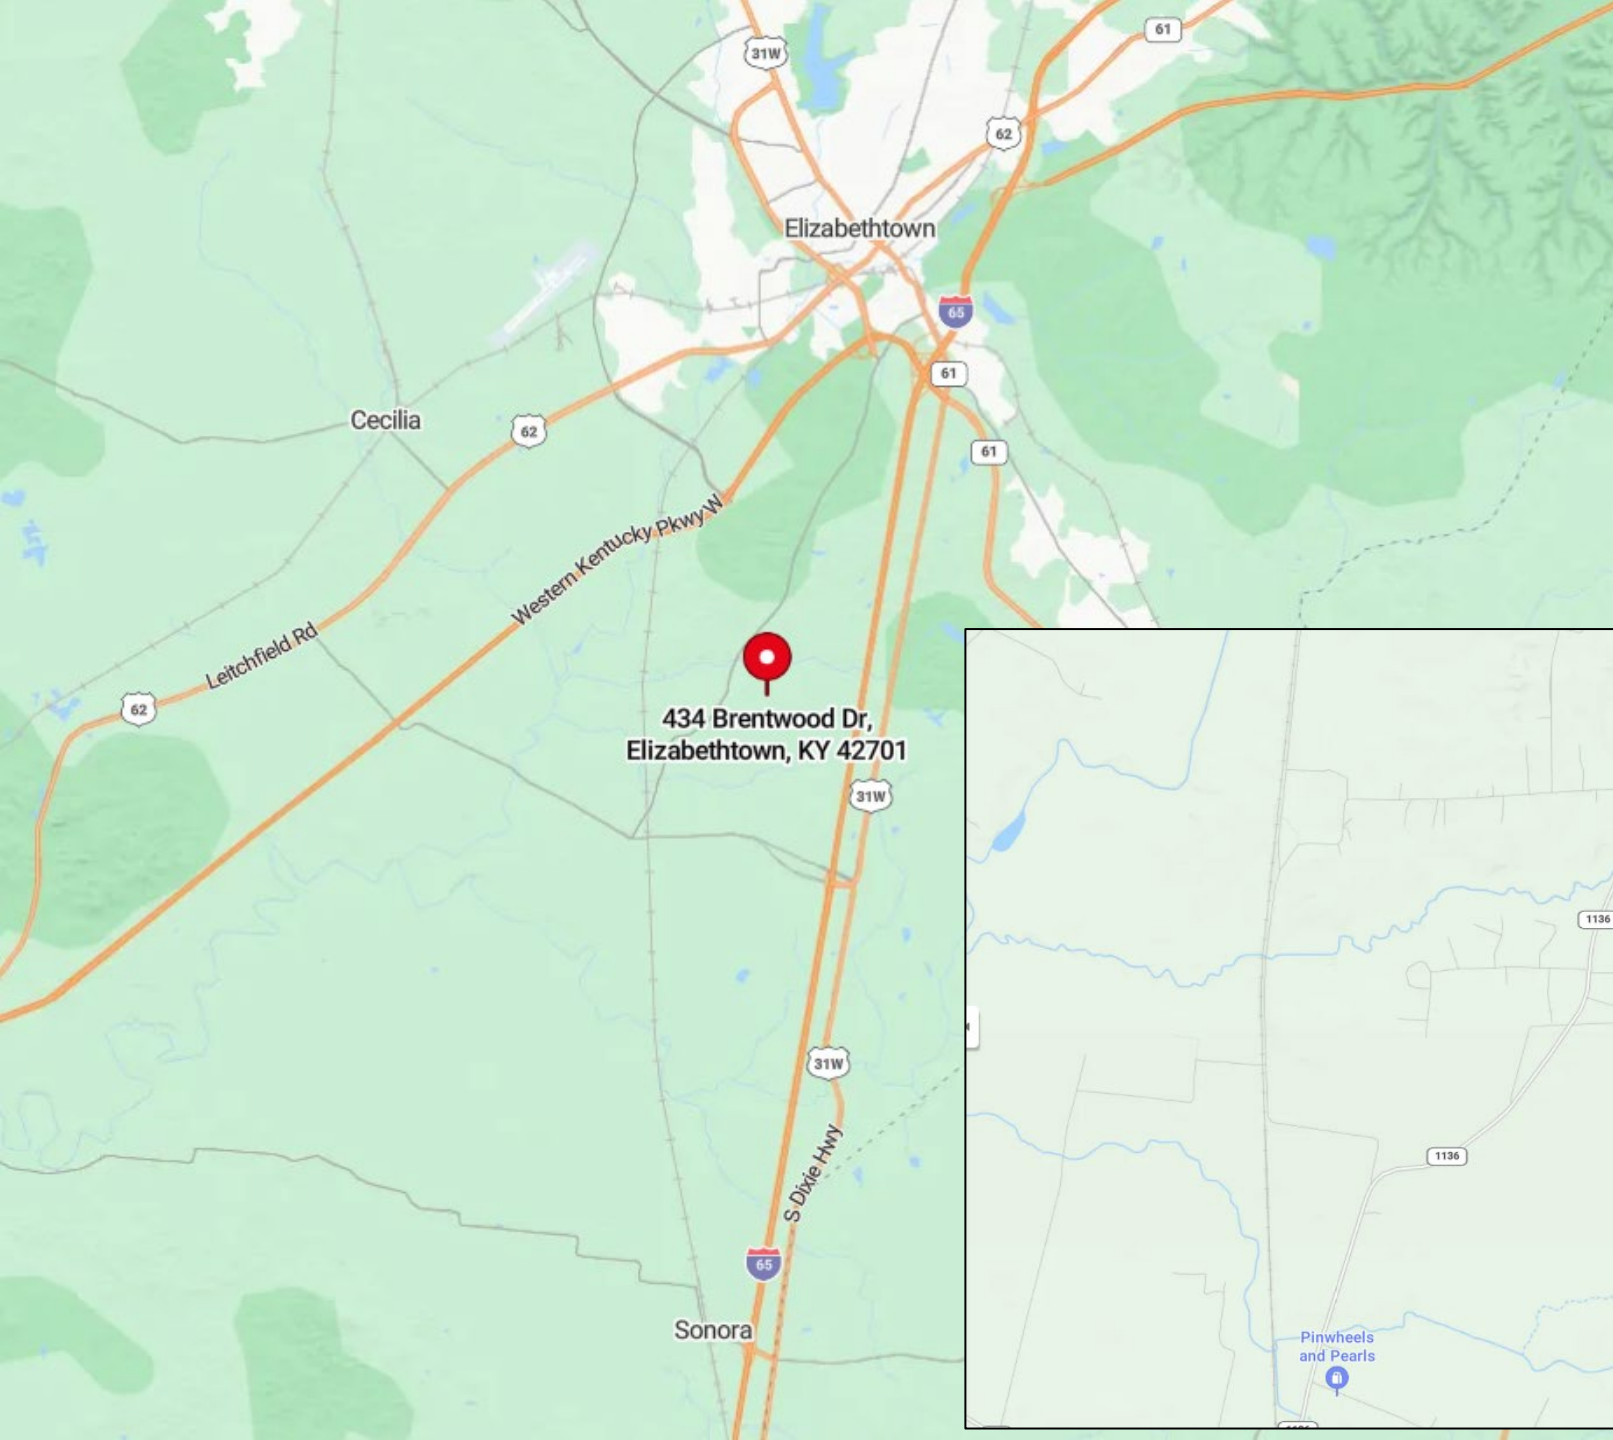 61
31W
62
Elizabethtown
65
61
Cecilia
62
61
Western Kentucky Pkwy W
Leitchfield Rd
62
434 Brentwood Dr,
Elizabethtown, KY 42701
31W
1136
31W
1136
S Dixie Hwy
65
Sonora
Pinwheels
and Pearls